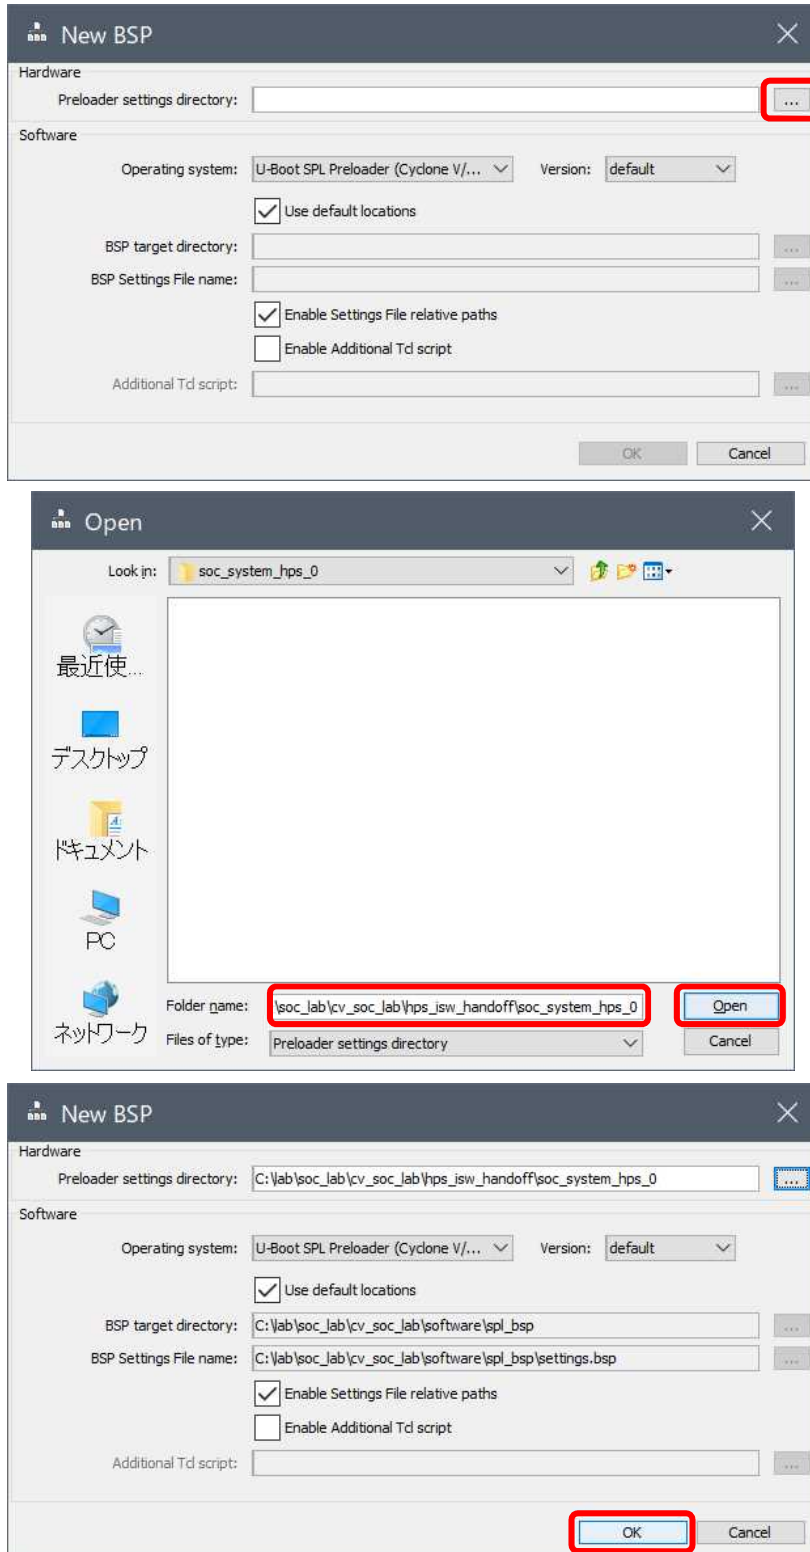 New BSP
Hardware
Preloader settings directory: ...
Software
Operating system: U-Boot SPL Preloader (Cyclone V/... Version: default
Use default locations
BSP target directory: ...
BSP Settings File name: ...
Enable Settings File relative paths
Enable Additional Tcl script
Additional Tcl script: ...
OK Cancel
Open
Look in: soc_system_hps_0
最近使...
デスクトップ
ドキュメント
PC
ネットワーク
Folder name: \soc_lab\cv_soc_lab\hps_isw_handoff\soc_system_hps_0 Open
Files of type: Preloader settings directory Cancel
New BSP
Hardware
Preloader settings directory: C:\lab\soc_lab\cv_soc_lab\hps_isw_handoff\soc_system_hps_0 ...
Software
Operating system: U-Boot SPL Preloader (Cyclone V/... Version: default
Use default locations
BSP target directory: C:\lab\soc_lab\cv_soc_lab\software\spl_bsp ...
BSP Settings File name: C:\lab\soc_lab\cv_soc_lab\software\spl_bsp\settings.bsp ...
Enable Settings File relative paths
Enable Additional Tcl script
Additional Tcl script: ...
OK Cancel